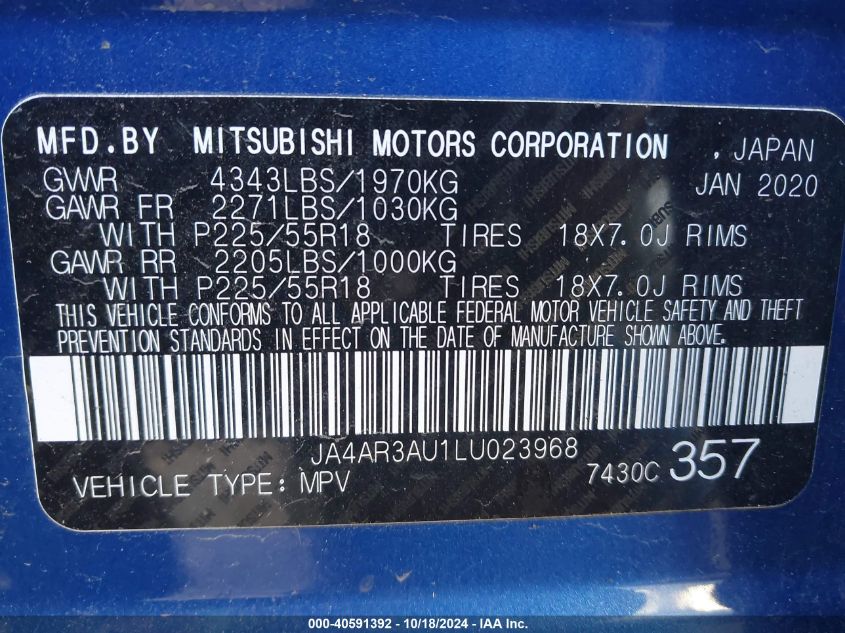 MFD.BY MITSUBISHI MOTORS CORPORATION , JAPAN
GVWR 4343LBS/1970KG JAN 2020
GAWR FR 2271LBS/1030KG
WITH P225/55R18 TIRES 18X7.0J RIMS
GAWR RR 2205LBS/1000KG
WITH P225/55R18 TIRES 18X7.0J RIMS
THIS VEHICLE CONFORMS TO ALL APPLICABLE FEDERAL MOTOR VEHICLE SAFETY AND THEFT
PREVENTION STANDARDS IN EFFECT ON THE DATE OF MANUFACTURE SHOWN ABOVE.
JA4AR3AU1LU023968
VEHICLE TYPE: MPV 7430C 357
000-40591392 - 10/18/2024 - IAA Inc.